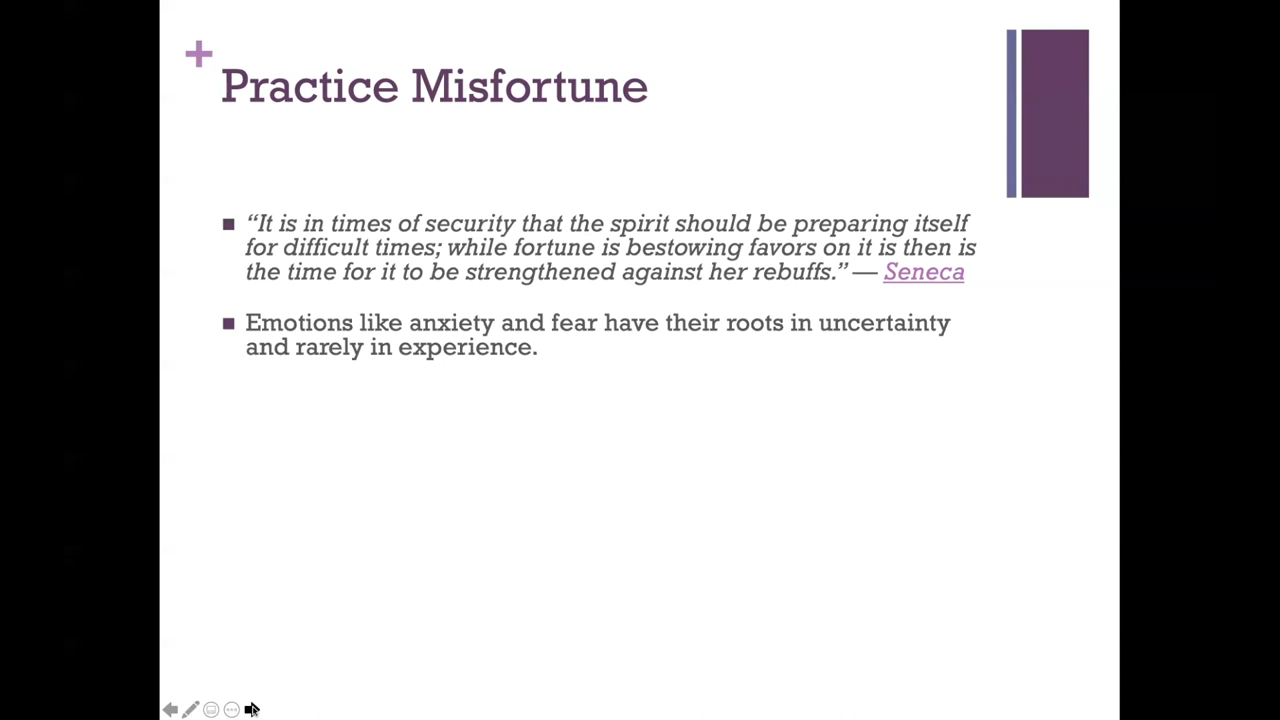 +
Practice Misfortune
■ “It is in times of security that the spirit should be preparing itself
for difficult times; while fortune is bestowing favors on it is then is
the time for it to be strengthened against her rebuffs.” — Seneca
■ Emotions like anxiety and fear have their roots in uncertainty
and rarely in experience.